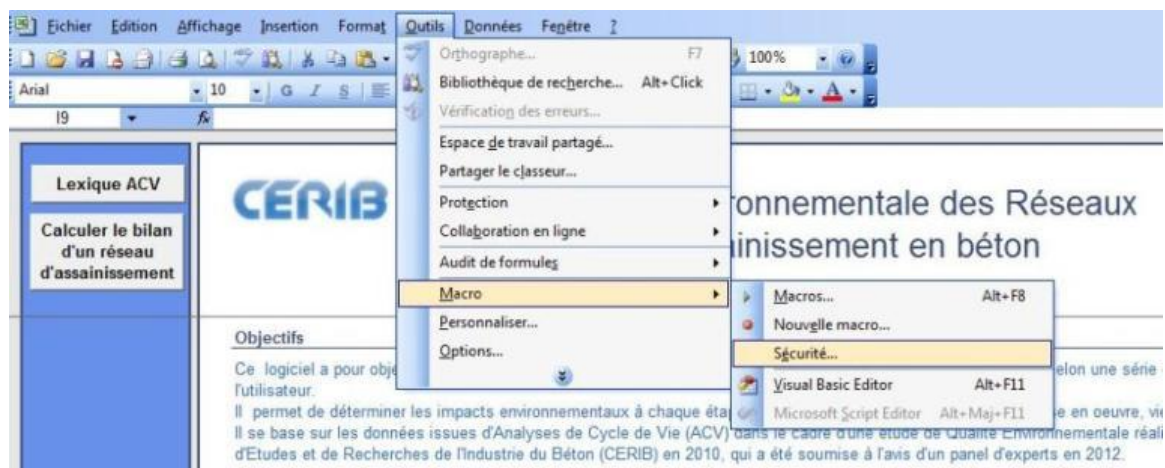 Fichier Edition Affichage Insertion Format Outils Données Fenêtre ?
100%
Arial 10 G I S
I9 fx
Orthographe... F7
Bibliothèque de recherche... Alt+Click
Vérification des erreurs...
Espace de travail partagé...
Partager le classeur...
Protection
Collaboration en ligne
Audit de formules
Macro
Personnaliser...
Options...
Macros... Alt+F8
Nouvelle macro...
Sécurité...
Visual Basic Editor Alt+F11
Microsoft Script Editor Alt+Maj+F11
Lexique ACV
Calculer le bilan
d'un réseau
d'assainissement
CERIB
des Réseaux
en béton
Objectifs
Ce logiciel a pour elon une série
l'utilisateur.
Il permet de déterminer les impacts environnementaux à chaque en oeuvre,
Il se base sur les données issues d'Analyses de Cycle de Vie (ACV) dans le cadre d'une étude de Qualité Environnementale
d'Etudes et de Recherches de l'Industrie du Béton (CERIB) en 2010, qui a été soumise à l'avis d'un panel d'experts en 2012.